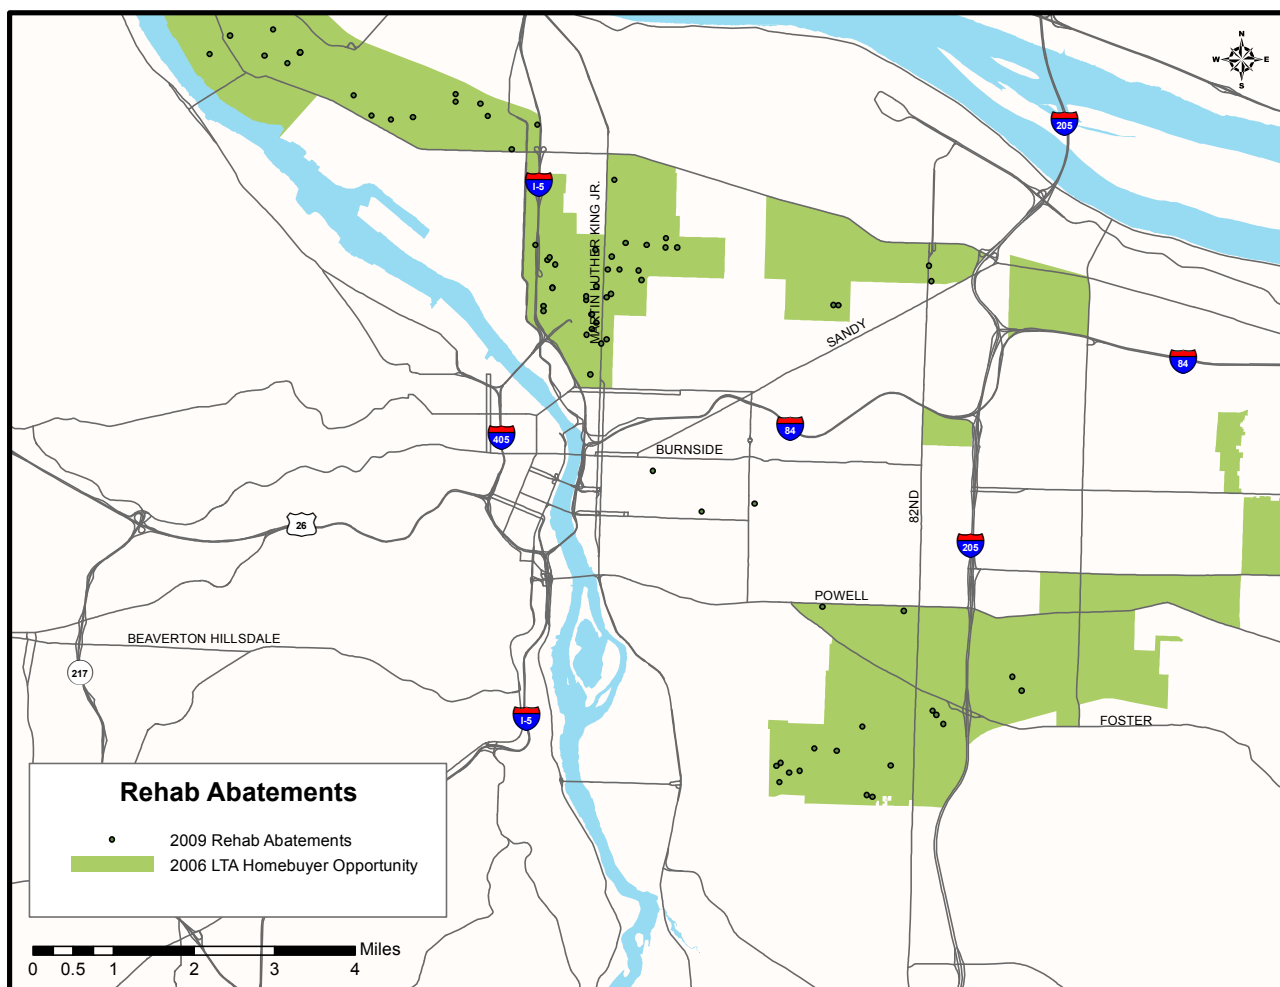 N
W E
S
205
I-5
MARTIN LUTHER KING JR.
SANDY
84
405
84
BURNSIDE
82ND
26
205
POWELL
BEAVERTON HILLSDALE
217
I-5
FOSTER
Rehab Abatements
2009 Rehab Abatements
2006 LTA Homebuyer Opportunity
Miles
0 0.5 1 2 3 4